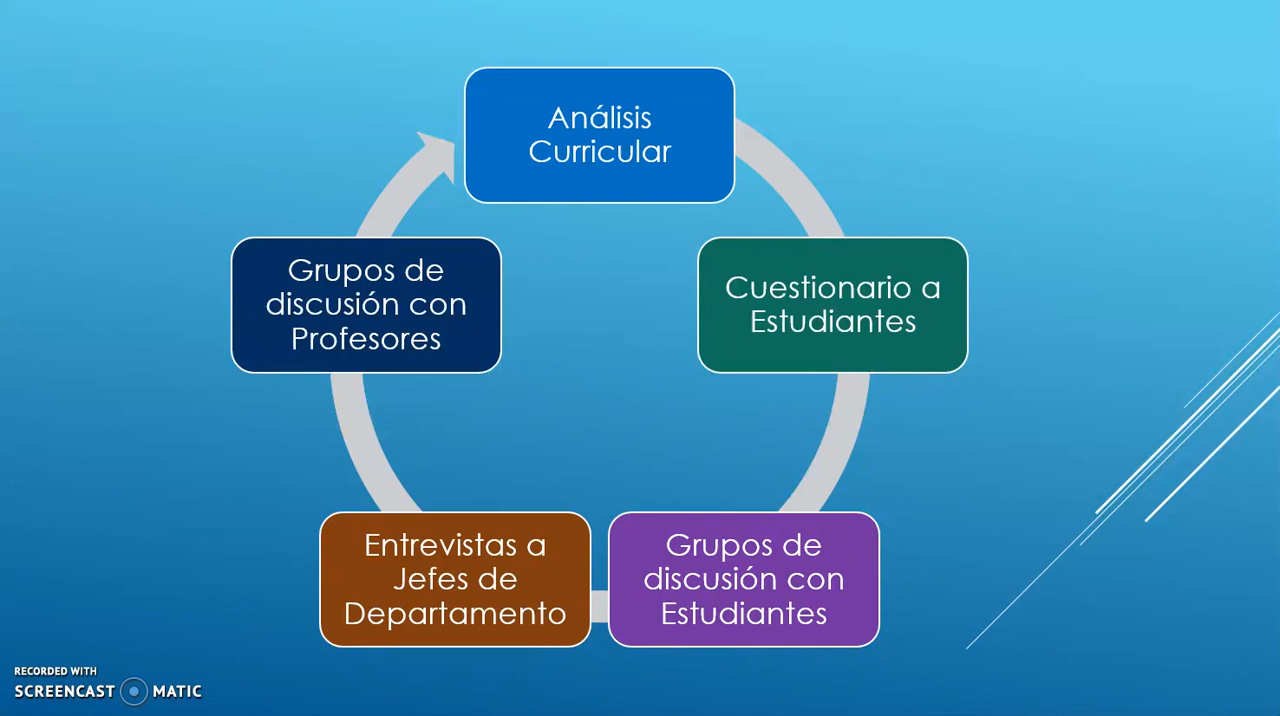 Análisis
Curricular
Cuestionario a
Estudiantes
Grupos de
discusión con
Estudiantes
Entrevistas a
Jefes de
Departamento
Grupos de
discusión con
Profesores
RECORDED WITH
SCREENCAST MATIC